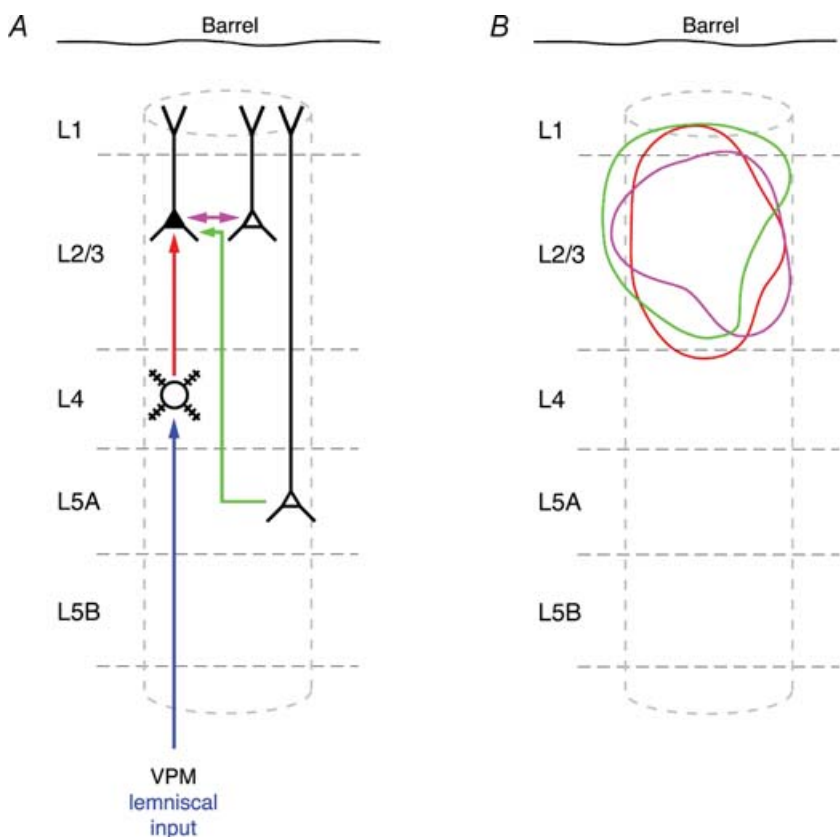 A
Barrel
L1
L2/3
L4
L5A
L5B
VPM
lemniscal
input
B
Barrel
L1
L2/3
L4
L5A
L5B